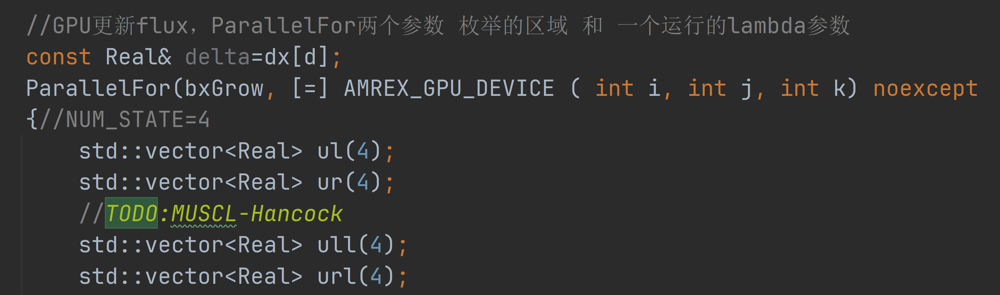 //GPU更新flux，ParallelFor两个参数 枚举的区域 和 一个运行的lambda参数
const Real& delta=dx[d];
ParallelFor(bxGrow, [=] AMREX_GPU_DEVICE ( int i, int j, int k) noexcept
{//NUM_STATE=4
    std::vector<Real> ul(4);
    std::vector<Real> ur(4);
    //TODO:MUSCL-Hancock
    std::vector<Real> ull(4);
    std::vector<Real> url(4);